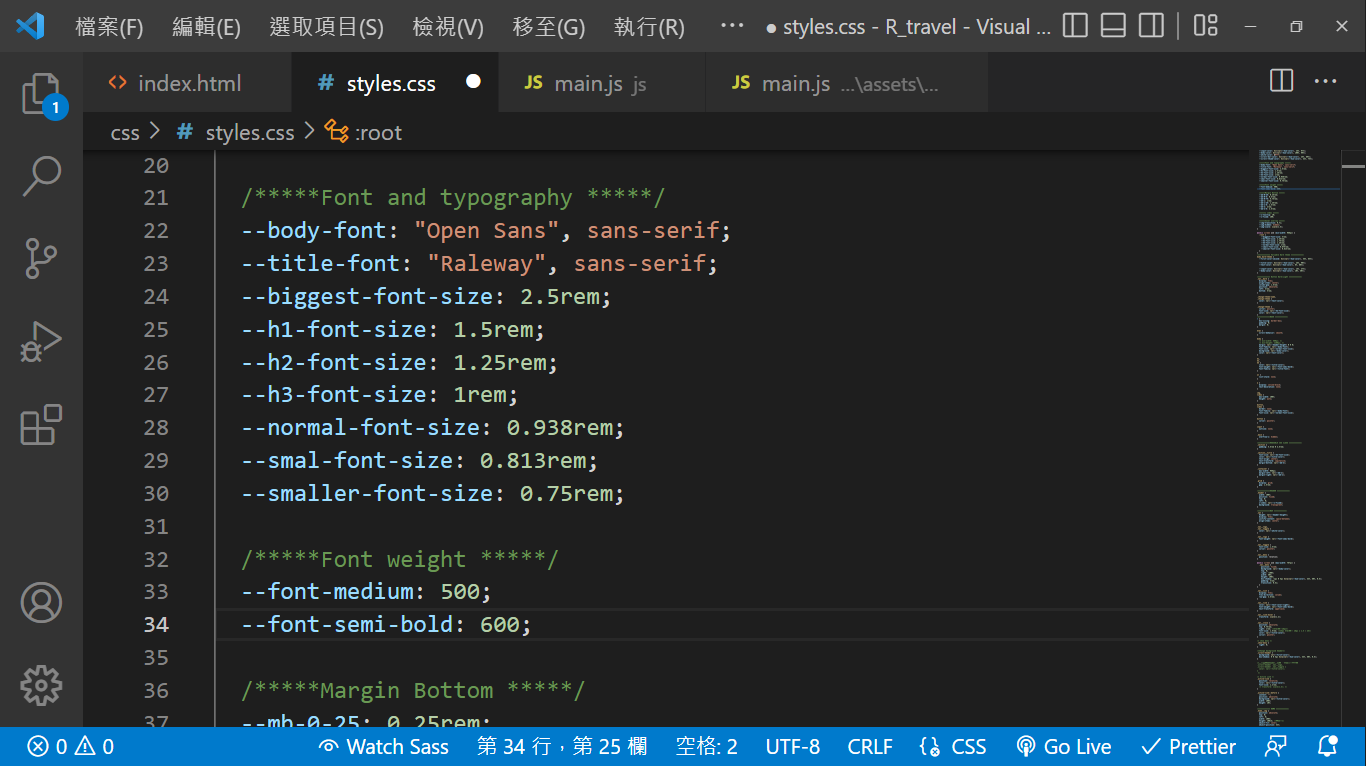 檔案(F) 編輯(E) 選取項目(S) 檢視(V) 移至(G) 執行(R) ··· ● styles.css - R_travel - Visual ...
<> index.html # styles.css ● JS main.js js JS main.js ...\assets\... ···
1
css > # styles.css > :root
20
21 /*****Font and typography *****/
22 --body-font: "Open Sans", sans-serif;
23 --title-font: "Raleway", sans-serif;
24 --biggest-font-size: 2.5rem;
25 --h1-font-size: 1.5rem;
26 --h2-font-size: 1.25rem;
27 --h3-font-size: 1rem;
28 --normal-font-size: 0.938rem;
29 --smal-font-size: 0.813rem;
30 --smaller-font-size: 0.75rem;
31
32 /*****Font weight *****/
33 --font-medium: 500;
34 --font-semi-bold: 600;
35
36 /*****Margin Bottom *****/
37 --mb-0-25: 0.25rem;
0 0 Watch Sass 第 34 行，第 25 欄 空格: 2 UTF-8 CRLF CSS Go Live Prettier